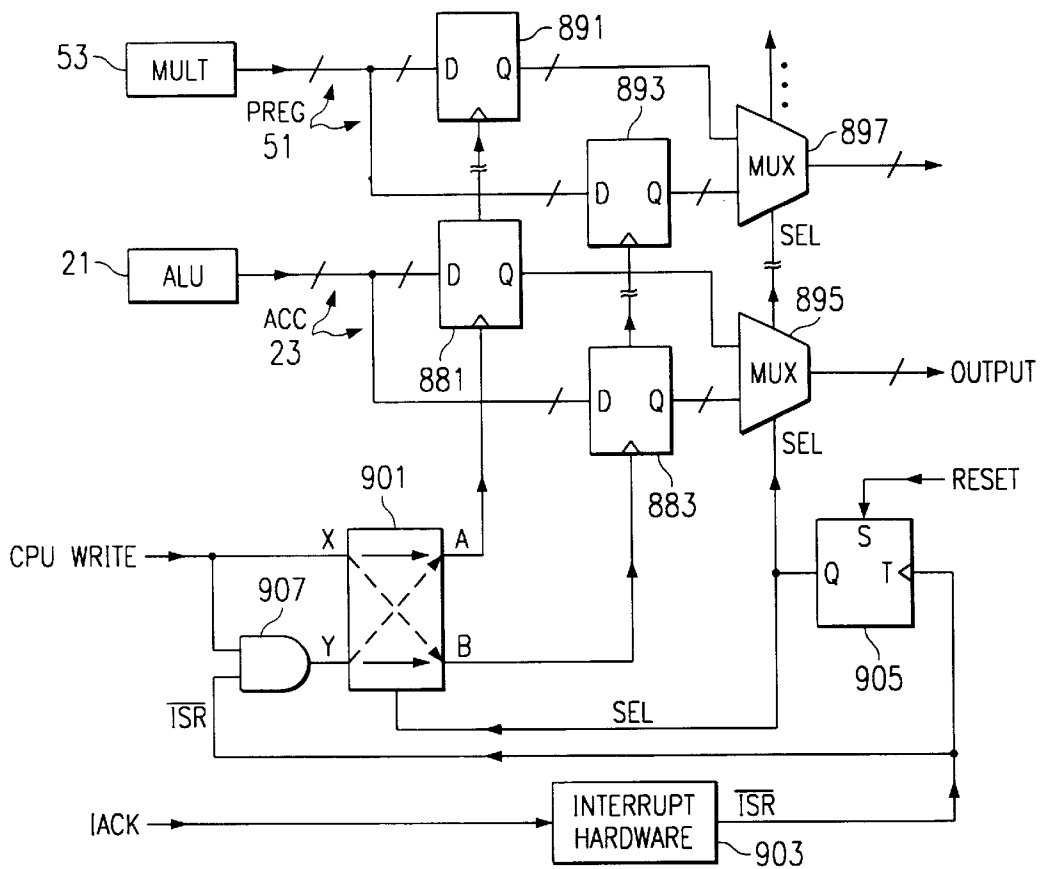 891
53
MULT
D Q
PREG
51
893
D Q
MUX
897
SEL
21
ALU
D Q
ACC
23
881
895
MUX
OUTPUT
D Q
SEL
883
901
RESET
CPU WRITE
X
A
S
Q T
907
Y
B
905
ISR
SEL
IACK
INTERRUPT
HARDWARE
ISR
903